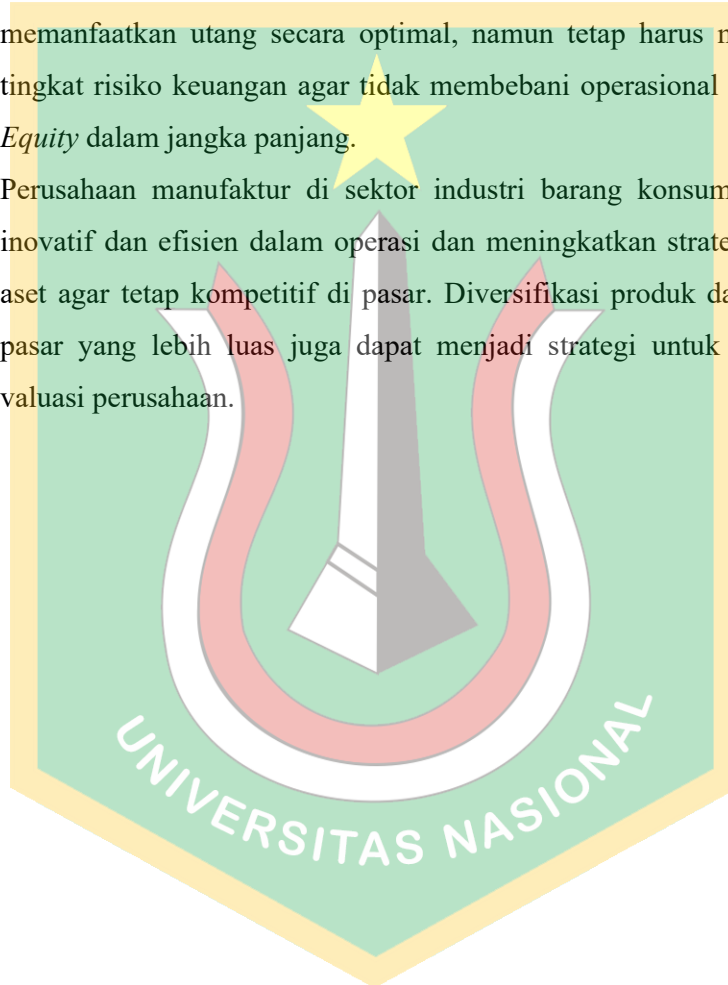 memanfaatkan utang secara optimal, namun tetap harus
tingkat risiko keuangan agar tidak membebani operasional
Equity dalam jangka panjang.
Perusahaan manufaktur di sektor industri barang
inovatif dan efisien dalam operasi dan meningkatkan
aset agar tetap kompetitif di pasar. Diversifikasi produk
pasar yang lebih luas juga dapat menjadi strategi untuk
valuasi perusahaan.
UNIVERSITAS NASIONAL